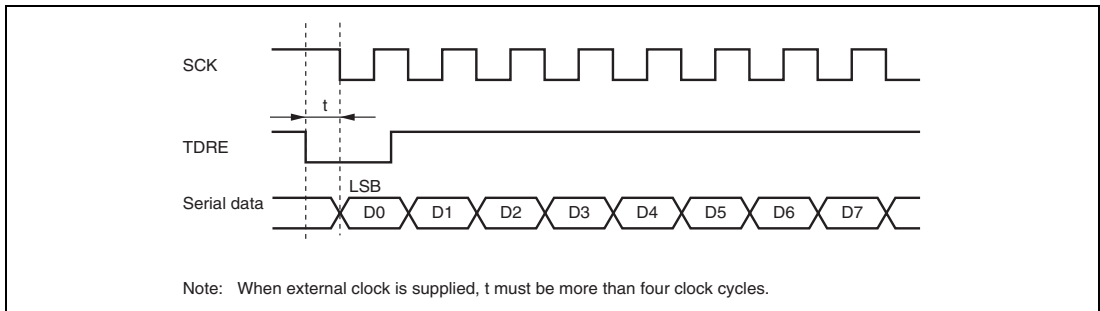 SCK
t
TDRE
LSB
Serial data
D0 D1 D2 D3 D4 D5 D6 D7
Note: When external clock is supplied, t must be more than four clock cycles.